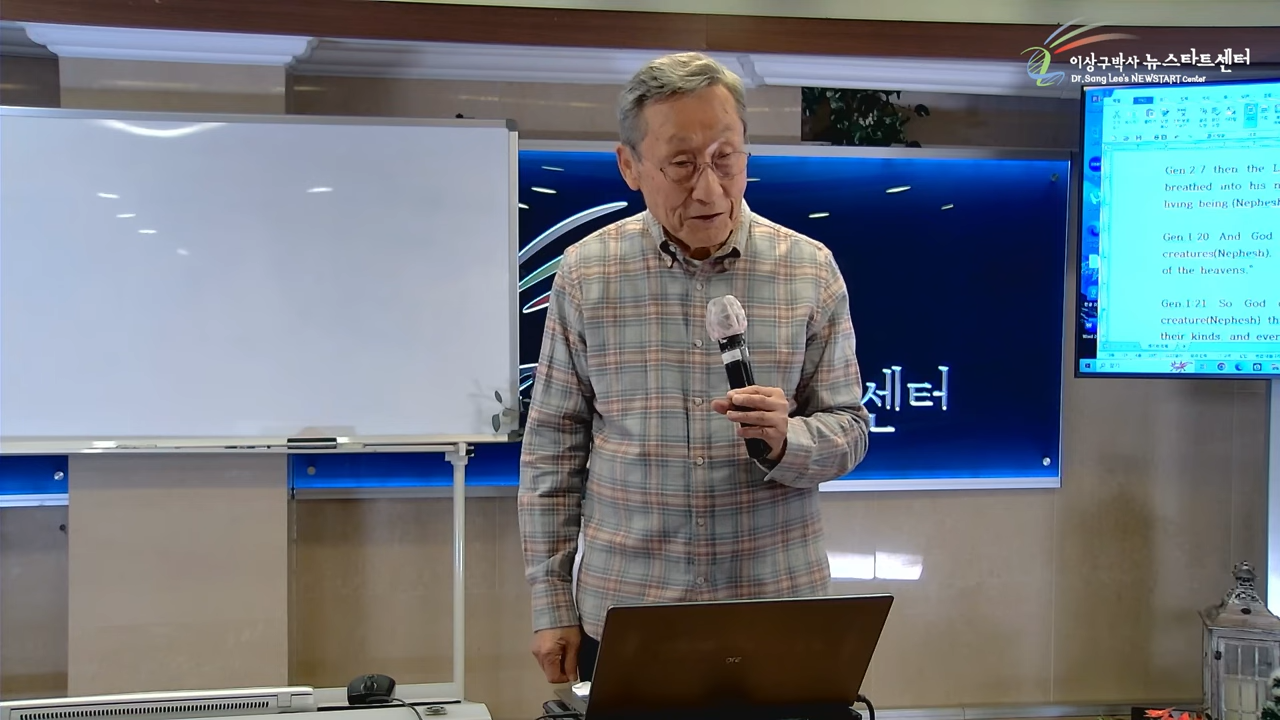 이상구박사 뉴스타트센터
Dr. Sang Lee's NEWSTART Center
Gen.2:7 then the L
breathed into his n
living being (Nephesh
Gen.1:20 And God
creatures(Nephesh),
of the heavens."
Gen.1:21 So God
creature(Nephesh) th
their kinds and ever
센터